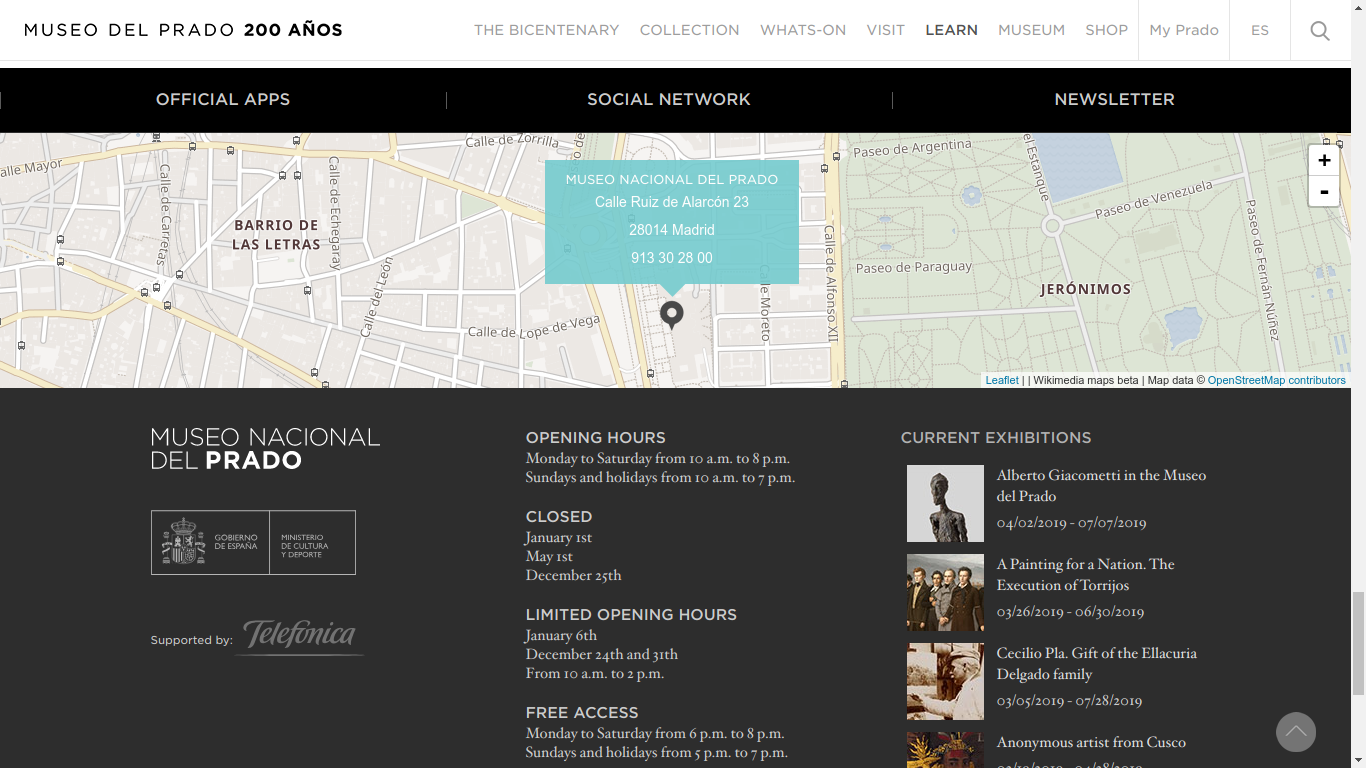 MUSEO DEL PRADO 200 AÑOS
THE BICENTENARY
COLLECTION
WHATS-ON
VISIT
LEARN
MUSEUM
SHOP
My Prado
ES
OFFICIAL APPS
SOCIAL NETWORK
NEWSLETTER
Calle de Zorrilla
alle Mayor
Calle de Carretas
Calle de Echegaray
BARRIO DE
LAS LETRAS
Calle del León
Calle de Lope de Vega
MUSEO NACIONAL DEL PRADO
Calle Ruiz de Alarcón 23
28014 Madrid
913 30 28 00
Calle Moreto
Calle de Alfonso XII
Paseo de Argentina
el Estanque
Paseo de Venezuela
Paseo de Paraguay
JERÓNIMOS
Paseo de Fernán Núñez
+
-
Leaflet | | Wikimedia maps beta | Map data © OpenStreetMap contributors
MUSEO NACIONAL
DEL PRADO
GOBIERNO
DE ESPAÑA
MINISTERIO
DE CULTURA
Y DEPORTE
Supported by: Telefónica
OPENING HOURS
Monday to Saturday from 10 a.m. to 8 p.m.
Sundays and holidays from 10 a.m. to 7 p.m.
CLOSED
January 1st
May 1st
December 25th
LIMITED OPENING HOURS
January 6th
December 24th and 31th
From 10 a.m. to 2 p.m.
FREE ACCESS
Monday to Saturday from 6 p.m. to 8 p.m.
Sundays and holidays from 5 p.m. to 7 p.m.
CURRENT EXHIBITIONS
Alberto Giacometti in the Museo
del Prado
04/02/2019 - 07/07/2019
A Painting for a Nation. The
Execution of Torrijos
03/26/2019 - 06/30/2019
Cecilio Pla. Gift of the Ellacuria
Delgado family
03/05/2019 - 07/28/2019
Anonymous artist from Cusco